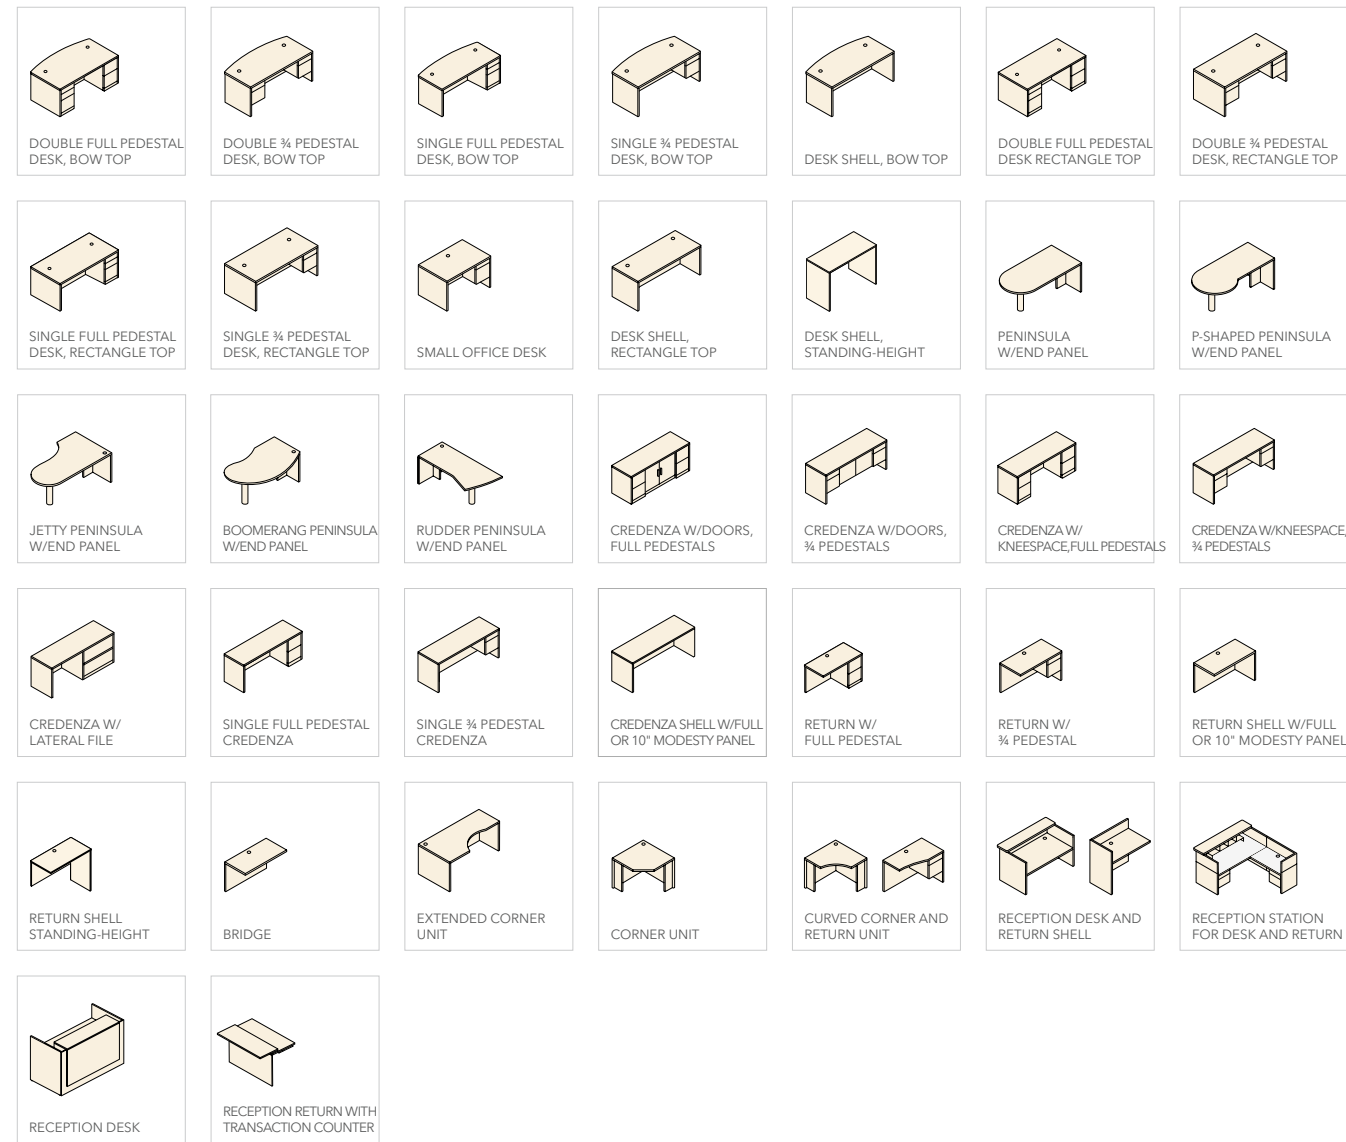 DOUBLE FULL PEDESTAL
DESK, BOW TOP
DOUBLE ¾ PEDESTAL
DESK, BOW TOP
SINGLE FULL PEDESTAL
DESK, BOW TOP
SINGLE ¾ PEDESTAL
DESK, BOW TOP
DESK SHELL, BOW TOP
DOUBLE FULL PEDESTAL
DESK RECTANGLE TOP
DOUBLE ¾ PEDESTAL
DESK, RECTANGLE TOP
SINGLE FULL PEDESTAL
DESK, RECTANGLE TOP
SINGLE ¾ PEDESTAL
DESK, RECTANGLE TOP
SMALL OFFICE DESK
DESK SHELL,
RECTANGLE TOP
DESK SHELL,
STANDING-HEIGHT
PENINSULA
W/END PANEL
P-SHAPED PENINSULA
W/END PANEL
JETTY PENINSULA
W/END PANEL
BOOMERANG PENINSULA
W/END PANEL
RUDDER PENINSULA
W/END PANEL
CREDENZA W/DOORS,
FULL PEDESTALS
CREDENZA W/DOORS,
¾ PEDESTALS
CREDENZA W/
KNEESPACE,FULL PEDESTALS
CREDENZA W/KNEESPACE,
¾ PEDESTALS
CREDENZA W/
LATERAL FILE
SINGLE FULL PEDESTAL
CREDENZA
SINGLE ¾ PEDESTAL
CREDENZA
CREDENZA SHELL W/FULL
OR 10" MODESTY PANEL
RETURN W/
FULL PEDESTAL
RETURN W/
¾ PEDESTAL
RETURN SHELL W/FULL
OR 10" MODESTY PANEL
RETURN SHELL
STANDING-HEIGHT
BRIDGE
EXTENDED CORNER
UNIT
CORNER UNIT
CURVED CORNER AND
RETURN UNIT
RECEPTION DESK AND
RETURN SHELL
RECEPTION STATION
FOR DESK AND RETURN
RECEPTION DESK
RECEPTION RETURN WITH
TRANSACTION COUNTER